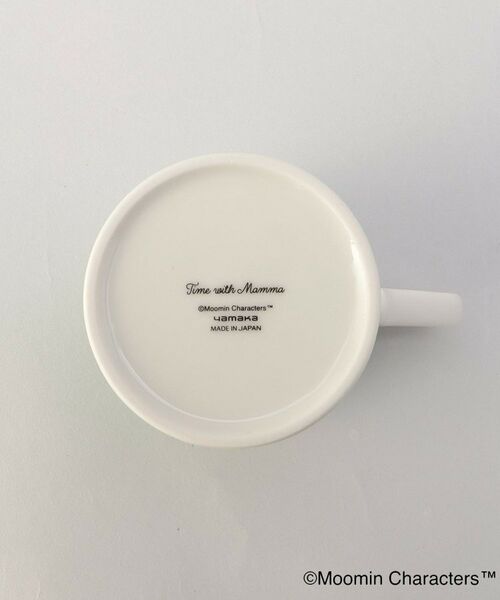 Time with Mamma
©Moomin Characters™
yamaka
MADE IN JAPAN
©Moomin Characters™